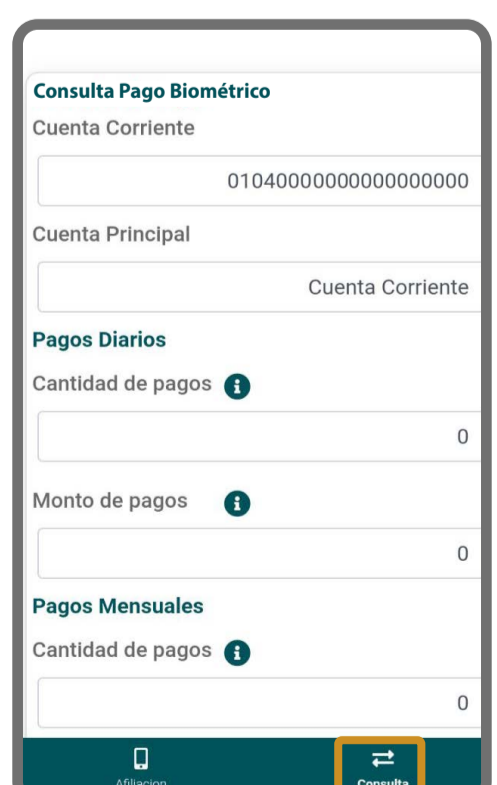 Consulta Pago Biométrico
Cuenta Corriente
01040000000000000000
Cuenta Principal
Cuenta Corriente
Pagos Diarios
Cantidad de pagos
0
Monto de pagos
0
Pagos Mensuales
Cantidad de pagos
0
Afiliacion
Consulta